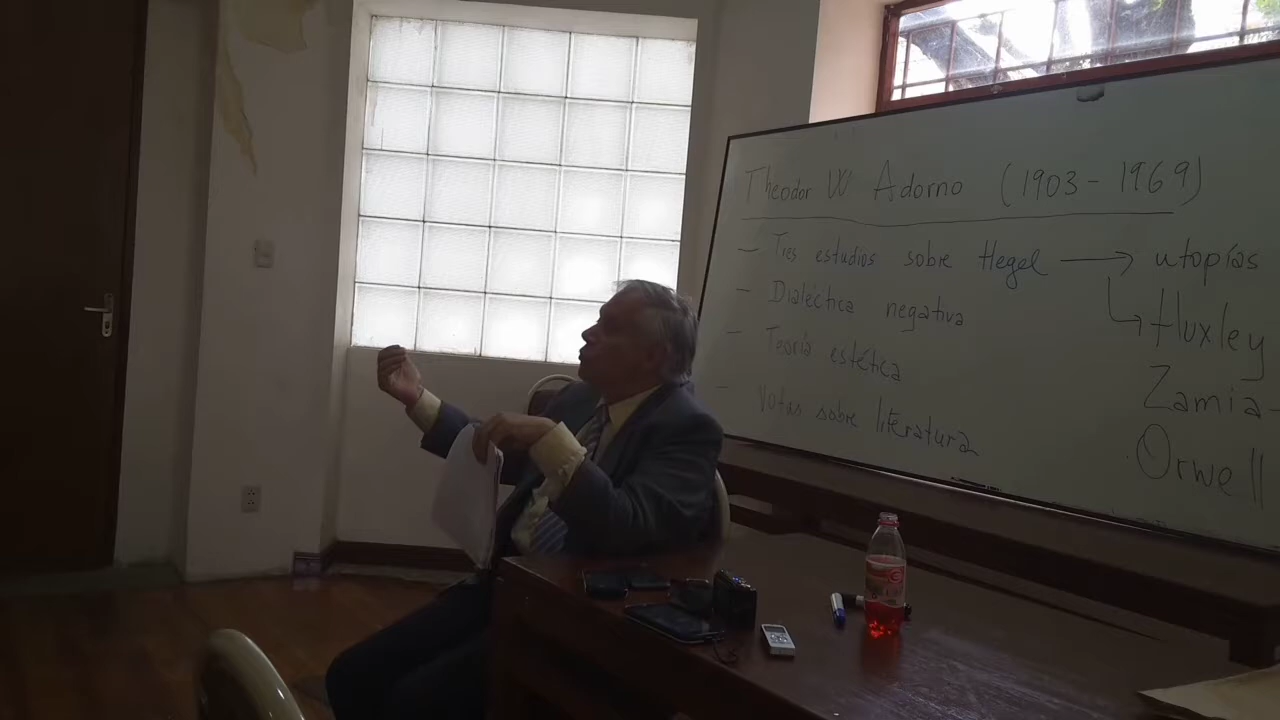 Theodor W Adorno (1903-1969)
- Tres estudios sobre Hegel → utopías
- Dialéctica negativa
↳ Huxley
- Teoría estética
Zamia-
- Notas sobre literatura
Orwell